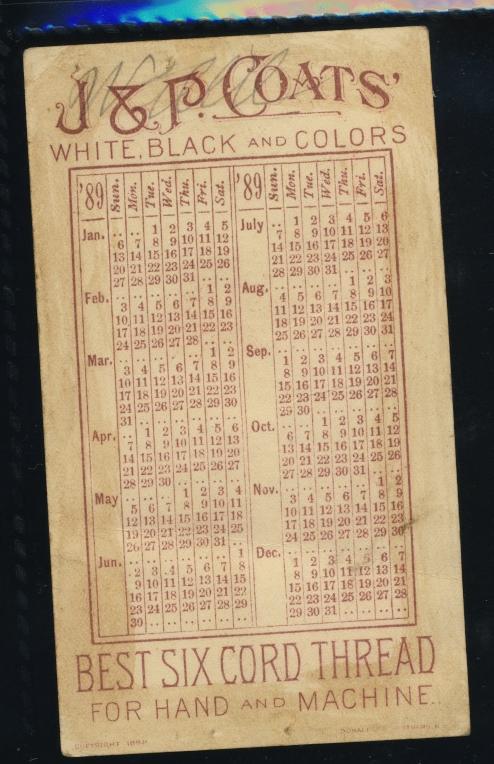 J. & P. COATS'
WHITE, BLACK AND COLORS
'89 Sun. Mon. Tue. Wed. Thu. Fri. Sat.
Jan. .. .. 1 2 3 4 5
6 7 8 9 10 11 12
13 14 15 16 17 18 19
20 21 22 23 24 25 26
27 28 29 30 31 .. ..
Feb. .. .. .. .. .. 1 2
3 4 5 6 7 8 9
10 11 12 13 14 15 16
17 18 19 20 21 22 23
24 25 26 27 28 .. ..
Mar. .. .. .. .. .. 1 2
3 4 5 6 7 8 9
10 11 12 13 14 15 16
17 18 19 20 21 22 23
24 25 26 27 28 29 30
31 .. .. .. .. .. ..
Apr. .. 1 2 3 4 5 6
7 8 9 10 11 12 13
14 15 16 17 18 19 20
21 22 23 24 25 26 27
28 29 30 .. .. .. ..
May .. .. .. 1 2 3 4
5 6 7 8 9 10 11
12 13 14 15 16 17 18
19 20 21 22 23 24 25
26 27 28 29 30 31 ..
Jun. .. .. .. .. .. .. 1
2 3 4 5 6 7 8
9 10 11 12 13 14 15
16 17 18 19 20 21 22
23 24 25 26 27 28 29
30 .. .. .. .. .. ..
'89 Sun. Mon. Tue. Wed. Thu. Fri. Sat.
July .. 1 2 3 4 5 6
7 8 9 10 11 12 13
14 15 16 17 18 19 20
21 22 23 24 25 26 27
28 29 30 31 .. .. ..
Aug. .. .. .. .. 1 2 3
4 5 6 7 8 9 10
11 12 13 14 15 16 17
18 19 20 21 22 23 24
25 26 27 28 29 30 31
Sep. .. .. .. .. .. .. ..
1 2 3 4 5 6 7
8 9 10 11 12 13 14
15 16 17 18 19 20 21
22 23 24 25 26 27 28
29 30 .. .. .. .. ..
Oct. .. .. 1 2 3 4 5
6 7 8 9 10 11 12
13 14 15 16 17 18 19
20 21 22 23 24 25 26
27 28 29 30 31 .. ..
Nov. .. .. .. .. .. 1 2
3 4 5 6 7 8 9
10 11 12 13 14 15 16
17 18 19 20 21 22 23
24 25 26 27 28 29 30
Dec. .. .. .. .. .. .. ..
1 2 3 4 5 6 7
8 9 10 11 12 13 14
15 16 17 18 19 20 21
22 23 24 25 26 27 28
29 30 31 .. .. .. ..
BEST SIX CORD THREAD
FOR HAND AND MACHINE.
COPYRIGHT